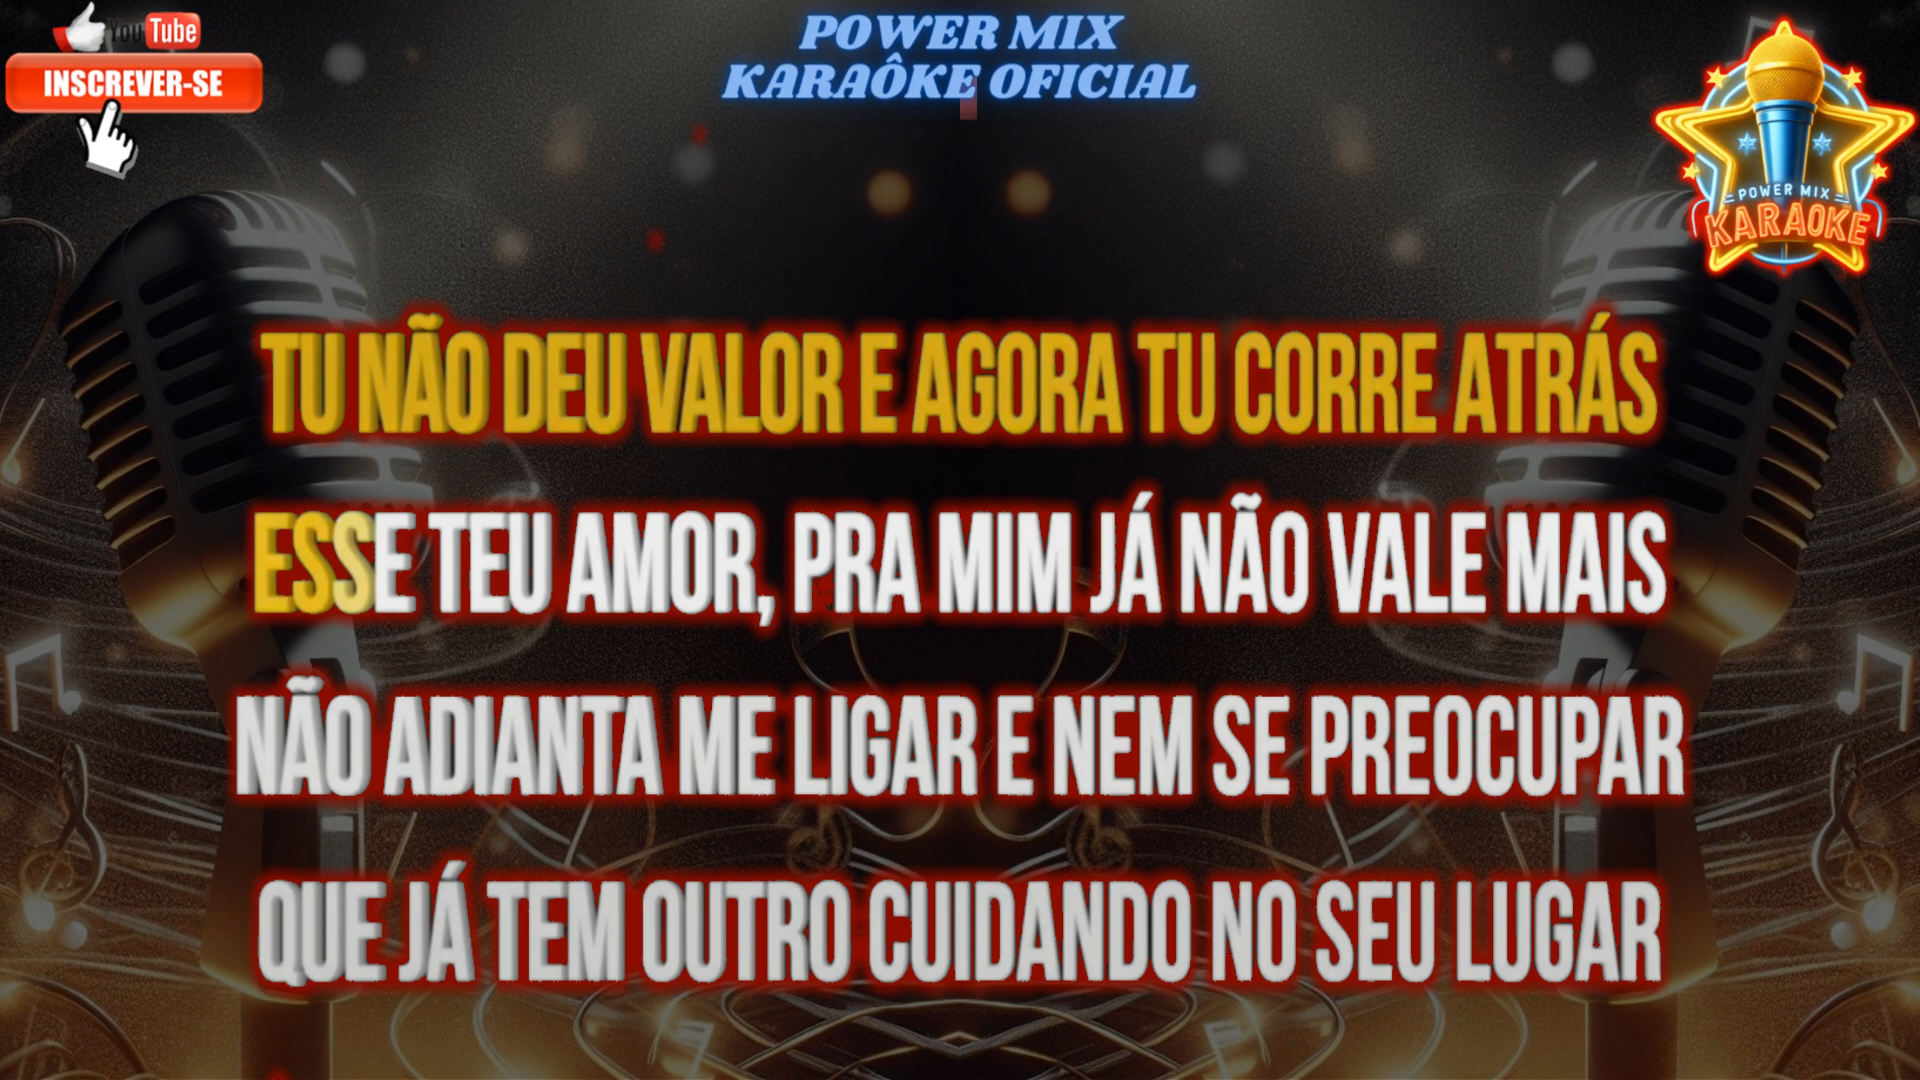 You Tube
INSCREVER-SE
POWER MIX
KARAÔKE OFICIAL
POWER MIX
KARAOKE
TU NÃO DEU VALOR E AGORA TU CORRE ATRÁS
ESSE TEU AMOR, PRA MIM JÁ NÃO VALE MAIS
NÃO ADIANTA ME LIGAR E NEM SE PREOCUPAR
QUE JÁ TEM OUTRO CUIDANDO NO SEU LUGAR